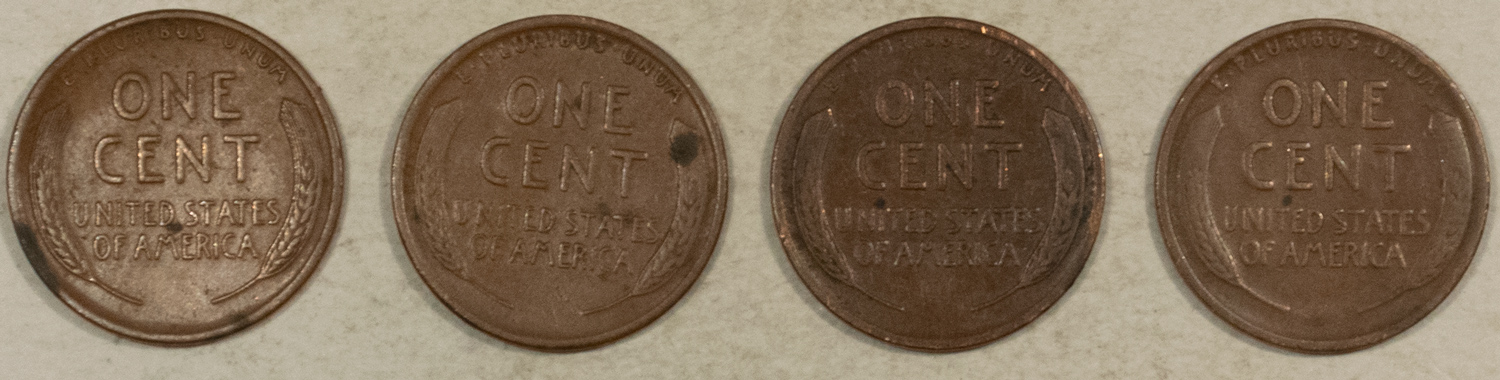 E·PLURIBUS·UNUM
ONE
CENT
UNITED STATES
OF AMERICA
E·PLURIBUS·UNUM
ONE
CENT
UNITED STATES
OF AMERICA
UNUM
ONE
CENT
UNITED STATES
OF AMERICA
E·PLURIBUS·UNUM
ONE
CENT
UNITED STATES
OF AMERICA